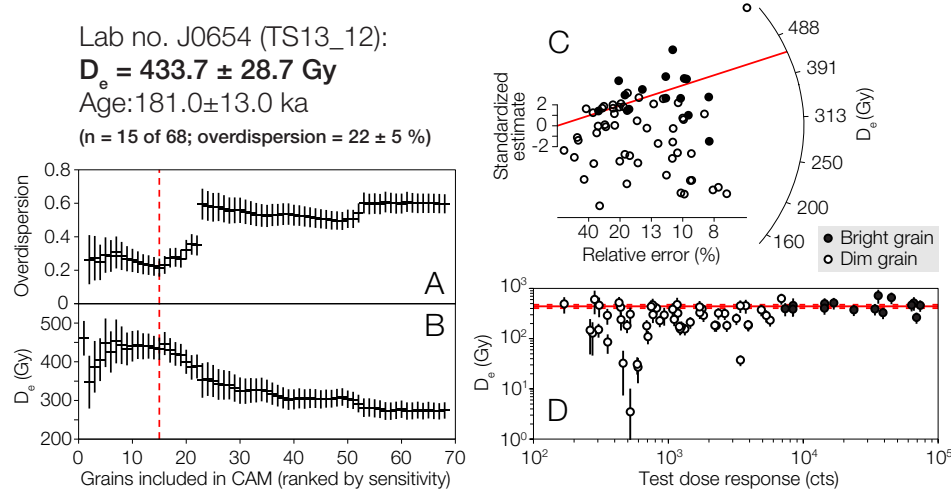 Lab no. J0654 (TS13_12):
Dₑ = 433.7 ± 28.7 Gy
Age:181.0±13.0 ka
(n = 15 of 68; overdispersion = 22 ± 5 %)
0.8
0.6
0.4
0.2
0
Overdispersion
A
500
400
300
200
Dₑ (Gy)
B
0 10 20 30 40 50 60 70
Grains included in CAM (ranked by sensitivity)
C
Standardized
estimate
2
0
-2
40 20 13 10 8
Relative error (%)
488
391
313
250
200
160
Dₑ (Gy)
Bright grain
Dim grain
10³
10²
10¹
10⁰
Dₑ (Gy)
D
10² 10³ 10⁴ 10⁵
Test dose response (cts)